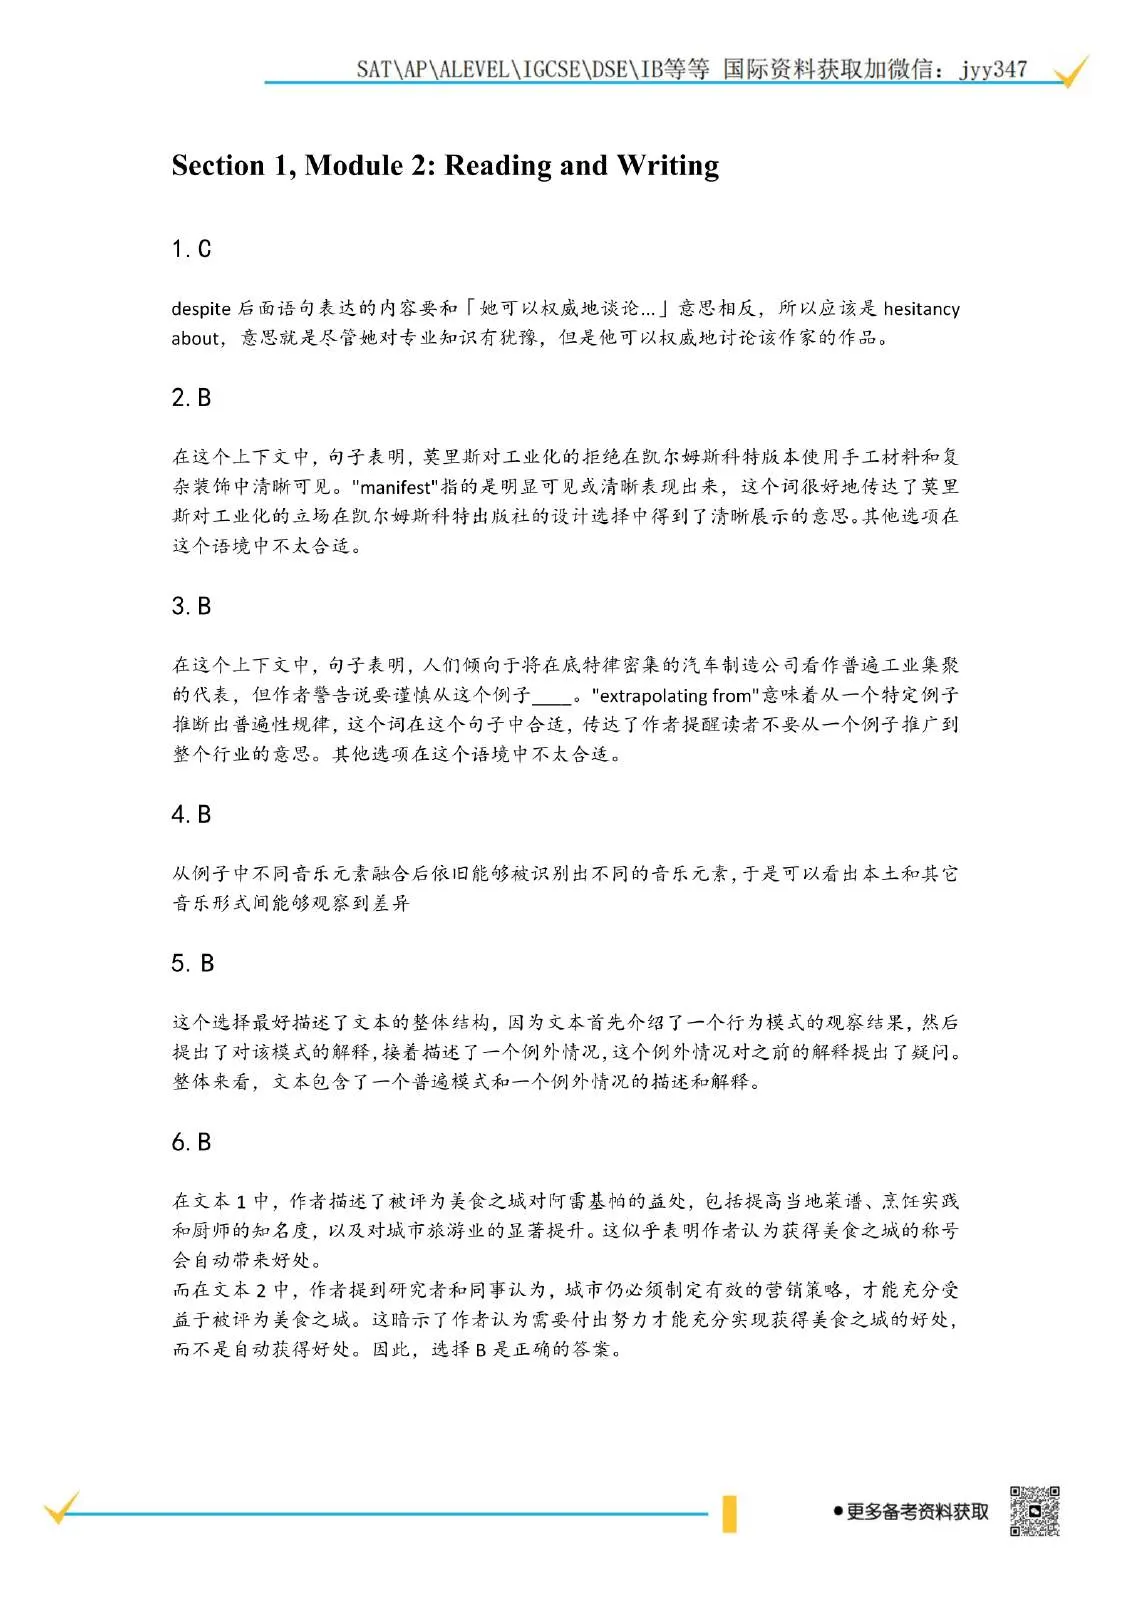 SAT\AP\ALEVEL\IGCSE\DSE\IB等等 国际资料获取加微信：jyy347
Section 1, Module 2: Reading and Writing
1. C
despite 后面语句表达的内容要和「她可以权威地谈论...」意思相反，所以应该是 hesitancy
about，意思就是尽管她对专业知识有犹豫，但是他可以权威地讨论该作家的作品。
2. B
在这个上下文中，句子表明，莫里斯对工业化的拒绝在凯尔姆斯科特版本使用手工材料和复
杂装饰中清晰可见。"manifest"指的是明显可见或清晰表现出来，这个词很好地传达了莫里
斯对工业化的立场在凯尔姆斯科特出版社的设计选择中得到了清晰展示的意思。其他选项在
这个语境中不太合适。
3. B
在这个上下文中，句子表明，人们倾向于将在底特律密集的汽车制造公司看作普遍工业集聚
的代表，但作者警告说要谨慎从这个例子____。"extrapolating from"意味着从一个特定例子
推断出普遍性规律，这个词在这个句子中合适，传达了作者提醒读者不要从一个例子推广到
整个行业的意思。其他选项在这个语境中不太合适。
4. B
从例子中不同音乐元素融合后依旧能够被识别出不同的音乐元素，于是可以看出本土和其它
音乐形式间能够观察到差异
5. B
这个选择最好描述了文本的整体结构，因为文本首先介绍了一个行为模式的观察结果，然后
提出了对该模式的解释，接着描述了一个例外情况，这个例外情况对之前的解释提出了疑问。
整体来看，文本包含了一个普遍模式和一个例外情况的描述和解释。
6. B
在文本 1 中，作者描述了被评为美食之城对阿雷基帕的益处，包括提高当地菜谱、烹饪实践
和厨师的知名度，以及对城市旅游业的显著提升。这似乎表明作者认为获得美食之城的称号
会自动带来好处。
而在文本 2 中，作者提到研究者和同事认为，城市仍必须制定有效的营销策略，才能充分受
益于被评为美食之城。这暗示了作者认为需要付出努力才能充分实现获得美食之城的好处，
而不是自动获得好处。因此，选择 B 是正确的答案。
●更多备考资料获取